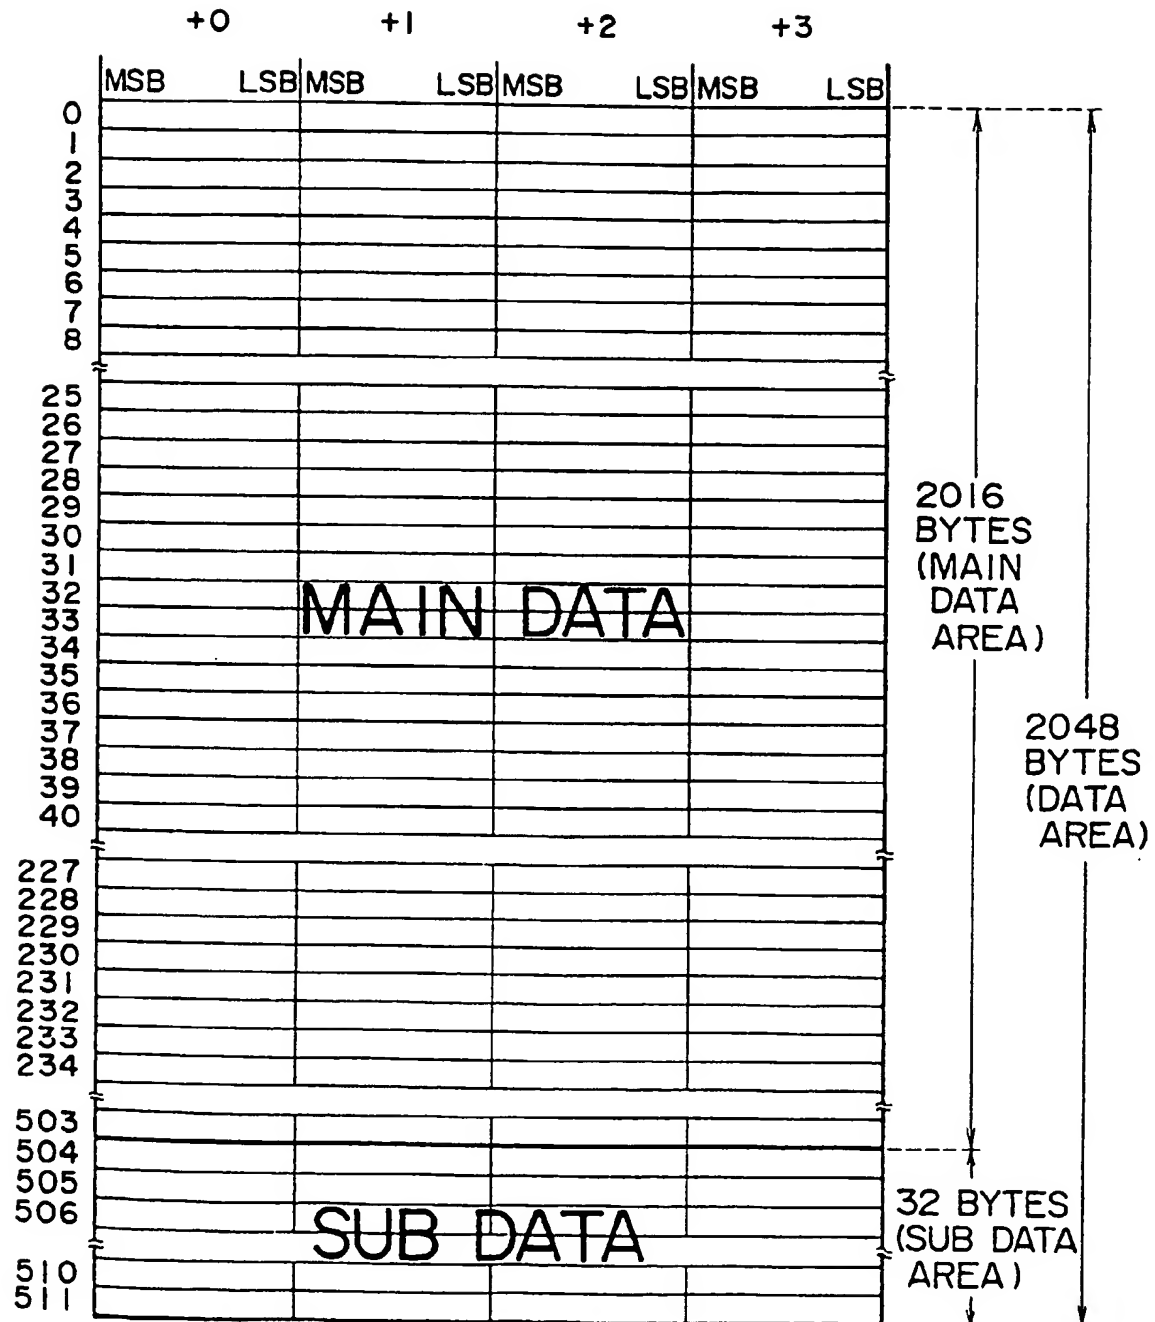 +0 +1 +2 +3
MSB LSB MSB LSB MSB LSB MSB LSB
0
1
2
3
4
5
6
7
8
25
26
27
28
29
30
31
32
33
34
35
36
37
38
39
40
MAIN DATA
2016
BYTES
(MAIN
DATA
AREA)
2048
BYTES
(DATA
AREA)
227
228
229
230
231
232
233
234
503
504
505
506
510
511
SUB DATA
32 BYTES
(SUB DATA
AREA)